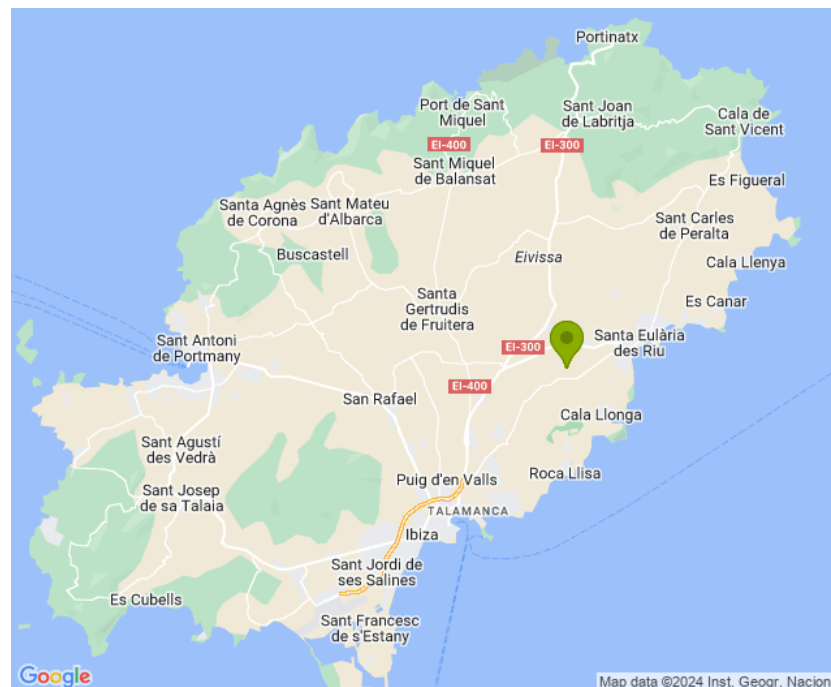 Portinatx
Port de Sant
Miquel
Sant Joan
de Labritja
Cala de
Sant Vicent
EI-400
EI-300
Sant Miquel
de Balansat
Es Figueral
Santa Agnès
de Corona
Sant Mateu
d'Albarca
Sant Carles
de Peralta
Buscastell
Eivissa
Cala Llenya
Santa
Gertrudis
de Fruitera
Es Canar
Sant Antoni
de Portmany
Santa Eulària
des Riu
EI-300
EI-400
San Rafael
Cala Llonga
Sant Agustí
des Vedrà
Puig d'en Valls
Roca Llisa
Sant Josep
de sa Talaia
TALAMANCA
Ibiza
Sant Jordi de
ses Salines
Es Cubells
Sant Francesc
de s'Estany
Google
Map data ©2024 Inst. Geogr. Nacion